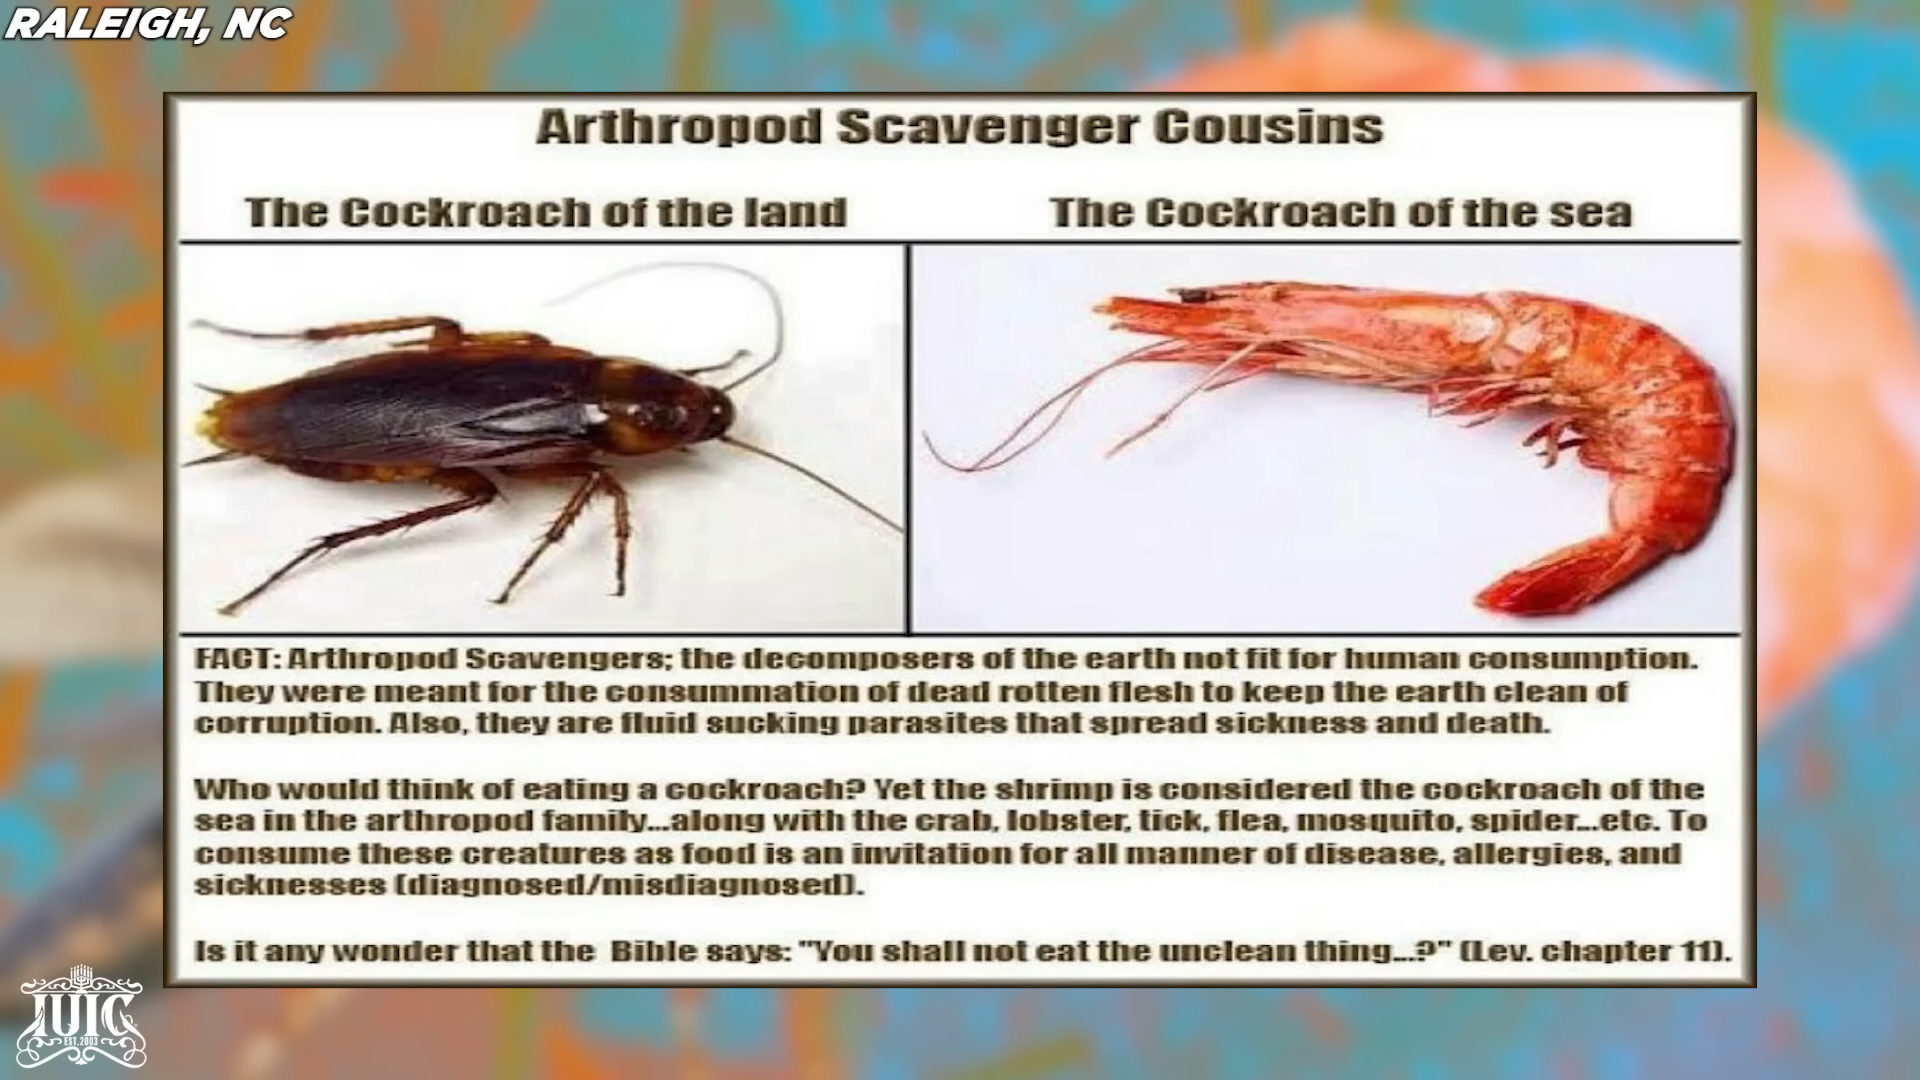 RALEIGH, NC
Arthropod Scavenger Cousins
The Cockroach of the land
The Cockroach of the sea
FACT: Arthropod Scavengers; the decomposers of the earth not fit for human consumption.
They were meant for the consummation of dead rotten flesh to keep the earth clean of
corruption. Also, they are fluid sucking parasites that spread sickness and death.
Who would think of eating a cockroach? Yet the shrimp is considered the cockroach of the
sea in the arthropod family...along with the crab, lobster, tick, flea, mosquito, spider...etc. To
consume these creatures as food is an invitation for all manner of disease, allergies, and
sicknesses (diagnosed/misdiagnosed).
Is it any wonder that the Bible says: "You shall not eat the unclean thing...?" (Lev. chapter 11).
IUIC
EST. 2003